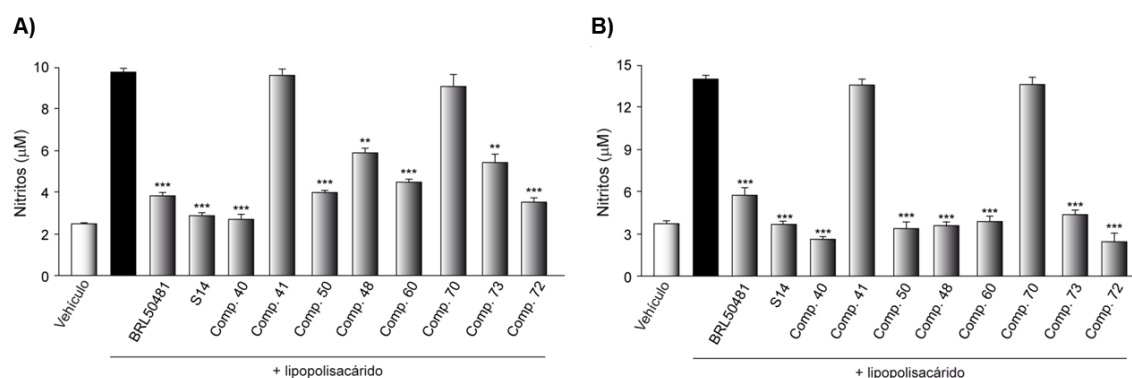 A)
Nitritos (μM)
10
8
6
4
2
0
***
***
***
***
**
***
**
***
Vehículo
BRL50481
S14
Comp. 40
Comp. 41
Comp. 50
Comp. 48
Comp. 60
Comp. 70
Comp. 73
Comp. 72
+ lipopolisacárido
B)
Nitritos (μM)
15
12
9
6
3
0
***
***
***
***
***
***
***
***
Vehículo
BRL50481
S14
Comp. 40
Comp. 41
Comp. 50
Comp. 48
Comp. 60
Comp. 70
Comp. 73
Comp. 72
+ lipopolisacárido